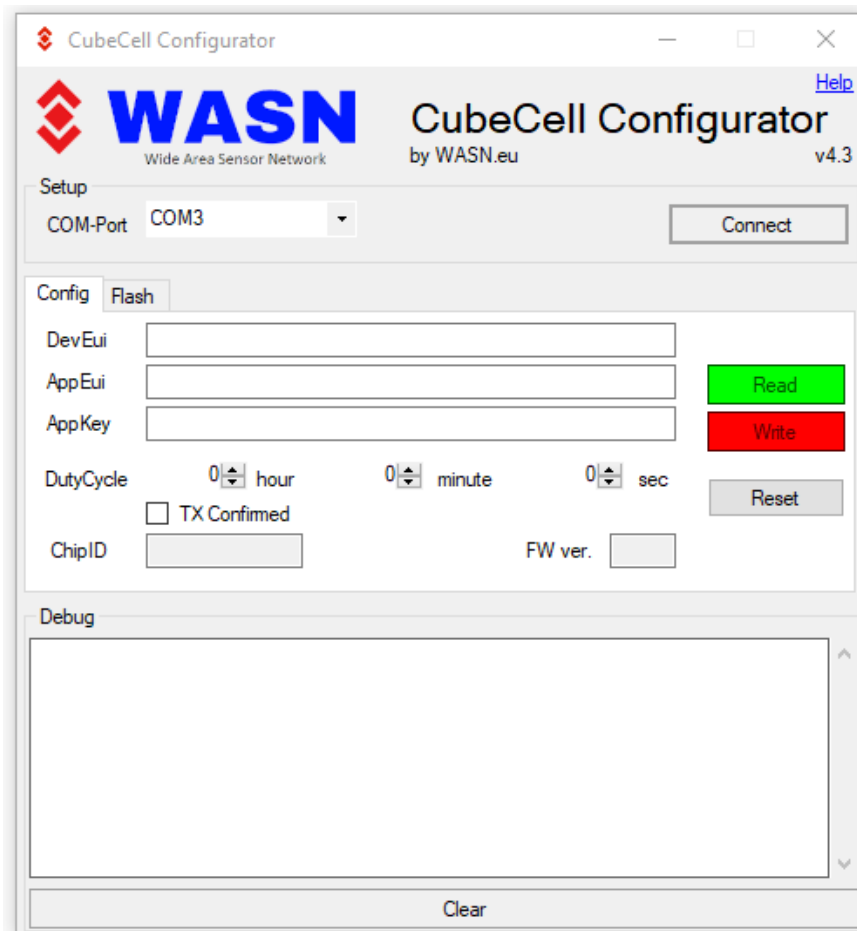 CubeCell Configurator
Help
WASN
Wide Area Sensor Network
CubeCell Configurator
by WASN.eu v4.3
Setup
COM-Port COM3 Connect
Config Flash
DevEui
AppEui Read
AppKey Write
DutyCycle 0 hour 0 minute 0 sec
Reset
TX Confirmed
ChipID FW ver.
Debug
Clear